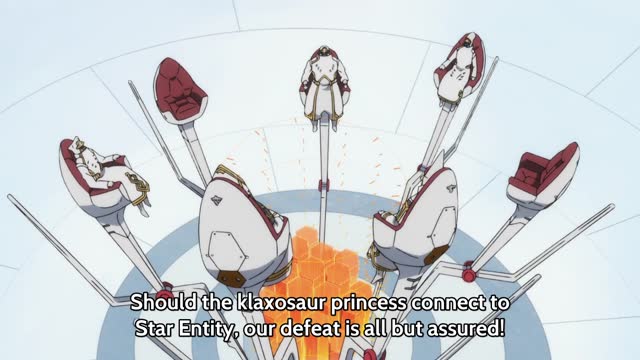 Should the klaxosaur princess connect to
Star Entity, our defeat is all but assured!